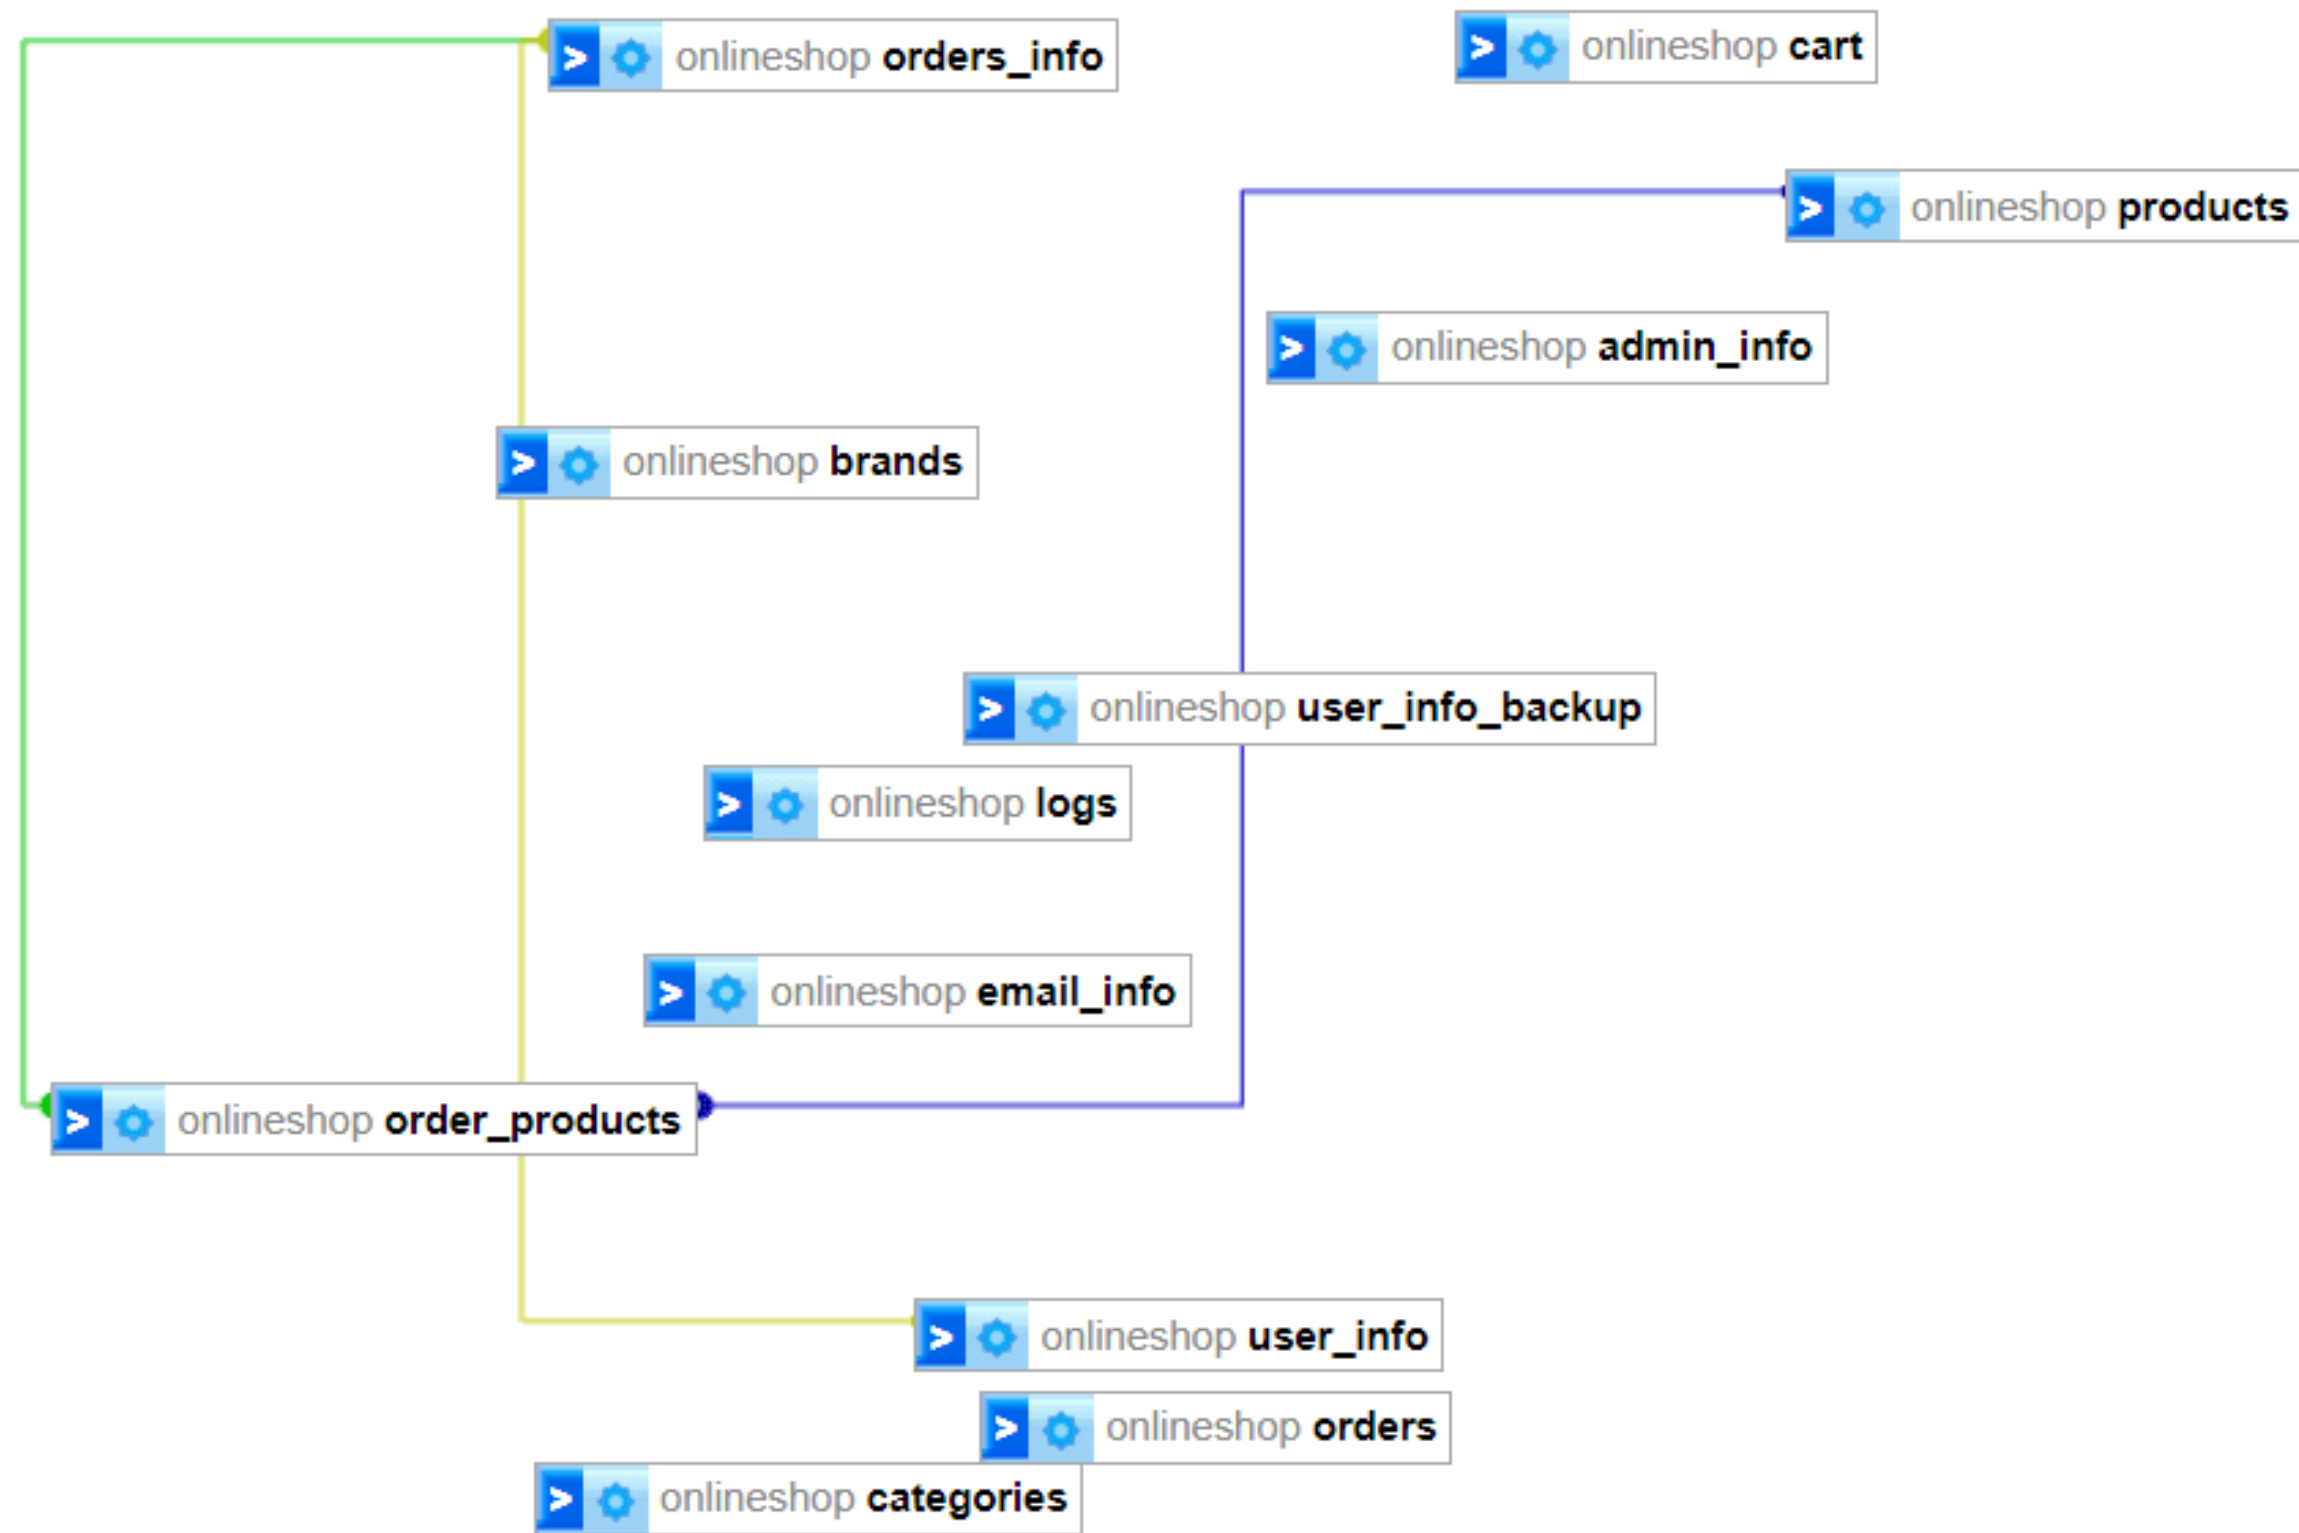 onlineshop orders_info
onlineshop cart
onlineshop products
onlineshop admin_info
onlineshop brands
onlineshop user_info_backup
onlineshop logs
onlineshop email_info
onlineshop order_products
onlineshop user_info
onlineshop orders
onlineshop categories